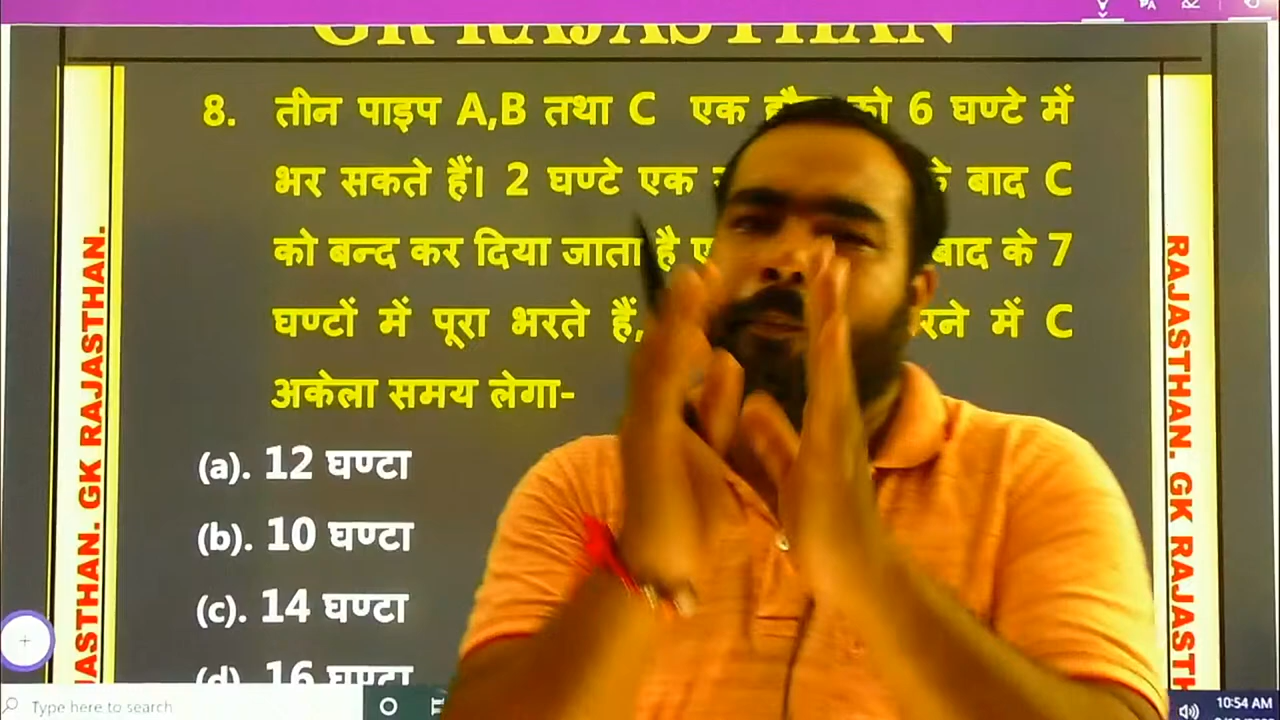 GK RAJASTHAN
8. तीन पाइप A,B तथा C एक को 6 घण्टे में
भर सकते हैं। 2 घण्टे एक के बाद C
को बन्द कर दिया जाता है बाद के 7
घण्टों में पूरा भरते हैं, C
अकेला समय लेगा-
(a). 12 घण्टा
(b). 10 घण्टा
(c). 14 घण्टा
(d). 16 घण्टा
RAJASTHAN. GK RAJASTHAN.
RAJASTHAN. GK RAJASTH
Type here to search
10:54 AM